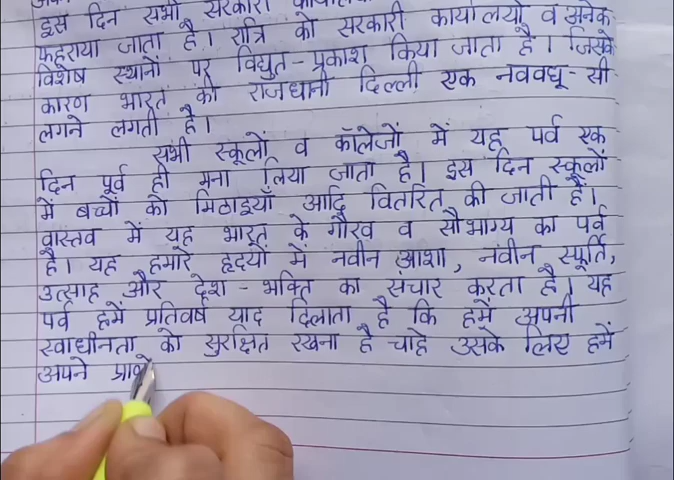 इस दिन सभी सरकारी
फहराया जाता है। रात्रि को सरकारी कार्यालयों व अनेक
विशेष स्थानों पर विद्युत-प्रकाश किया जाता है। जिसके
कारण भारत की राजधानी दिल्ली एक नववधू-सी
लगने लगती है।
सभी स्कूलों व कॉलेजों में यह पर्व एक
दिन पूर्व ही मना लिया जाता है। इस दिन स्कूलों
में बच्चों को मिठाइयाँ आदि वितरित की जाती हैं।
वास्तव में यह भारत के गौरव व सौभाग्य का पर्व
है। यह हमारे हृदयों में नवीन आशा, नवीन स्फूर्ति,
उत्साह और देश-भक्ति का संचार करता है। यह
पर्व हमें प्रतिवर्ष याद दिलाता है कि हमें अपनी
स्वाधीनता को सुरक्षित रखना है चाहे उसके लिए हमें
अपने